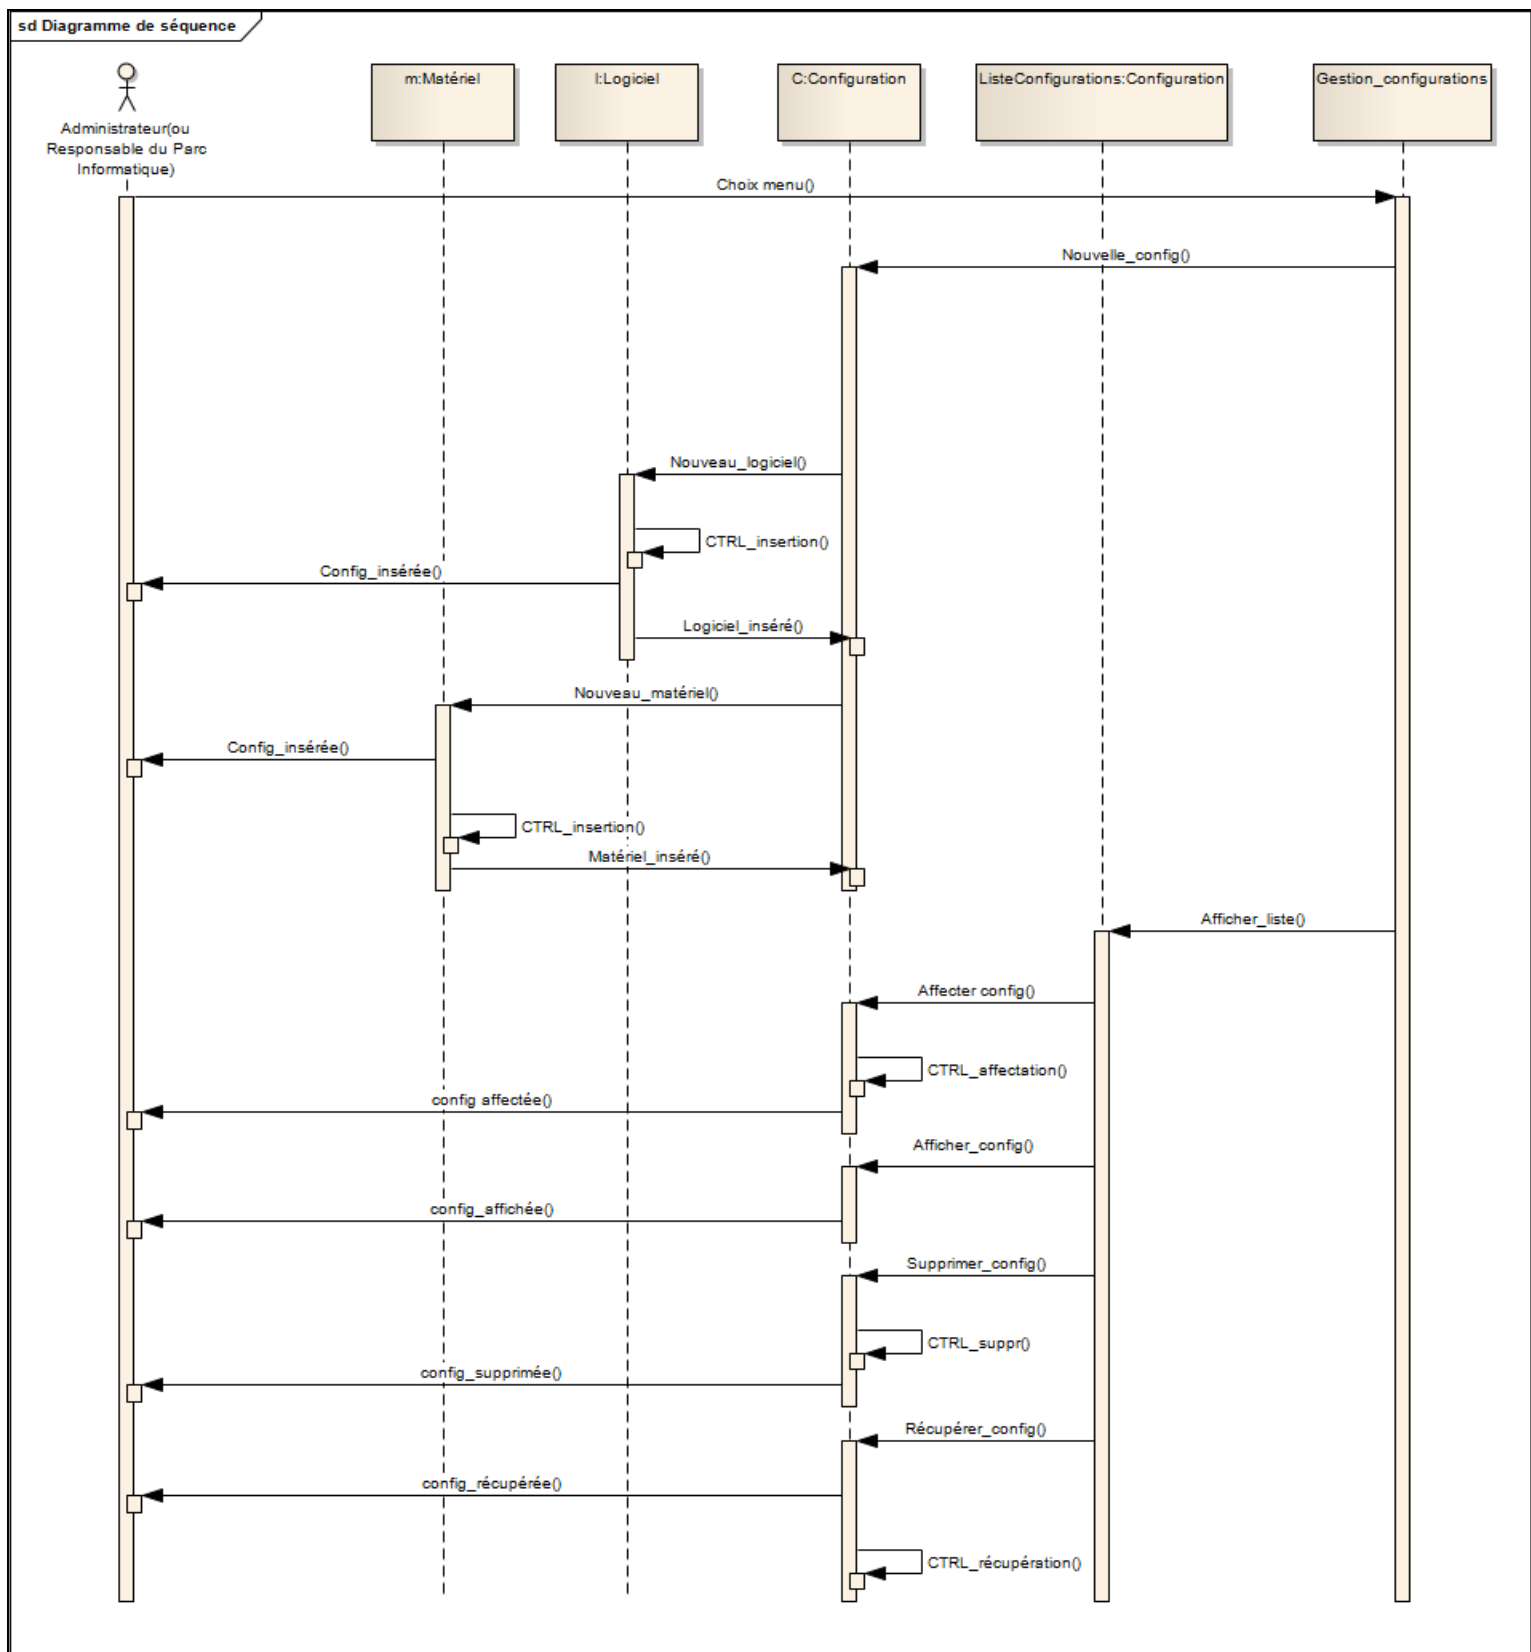 sd Diagramme de séquence
Administrateur(ou
Responsable du Parc
Informatique)
m:Matériel
l:Logiciel
C:Configuration
ListeConfigurations:Configuration
Gestion_configurations
Choix menu()
Nouvelle_config()
Nouveau_logiciel()
CTRL_insertion()
Config_insérée()
Logiciel_inséré()
Nouveau_matériel()
Config_insérée()
CTRL_insertion()
Matériel_inséré()
Afficher_liste()
Affecter config()
CTRL_affectation()
config affectée()
Afficher_config()
config_affichée()
Supprimer_config()
CTRL_suppr()
config_supprimée()
Récupérer_config()
config_récupérée()
CTRL_récupération()